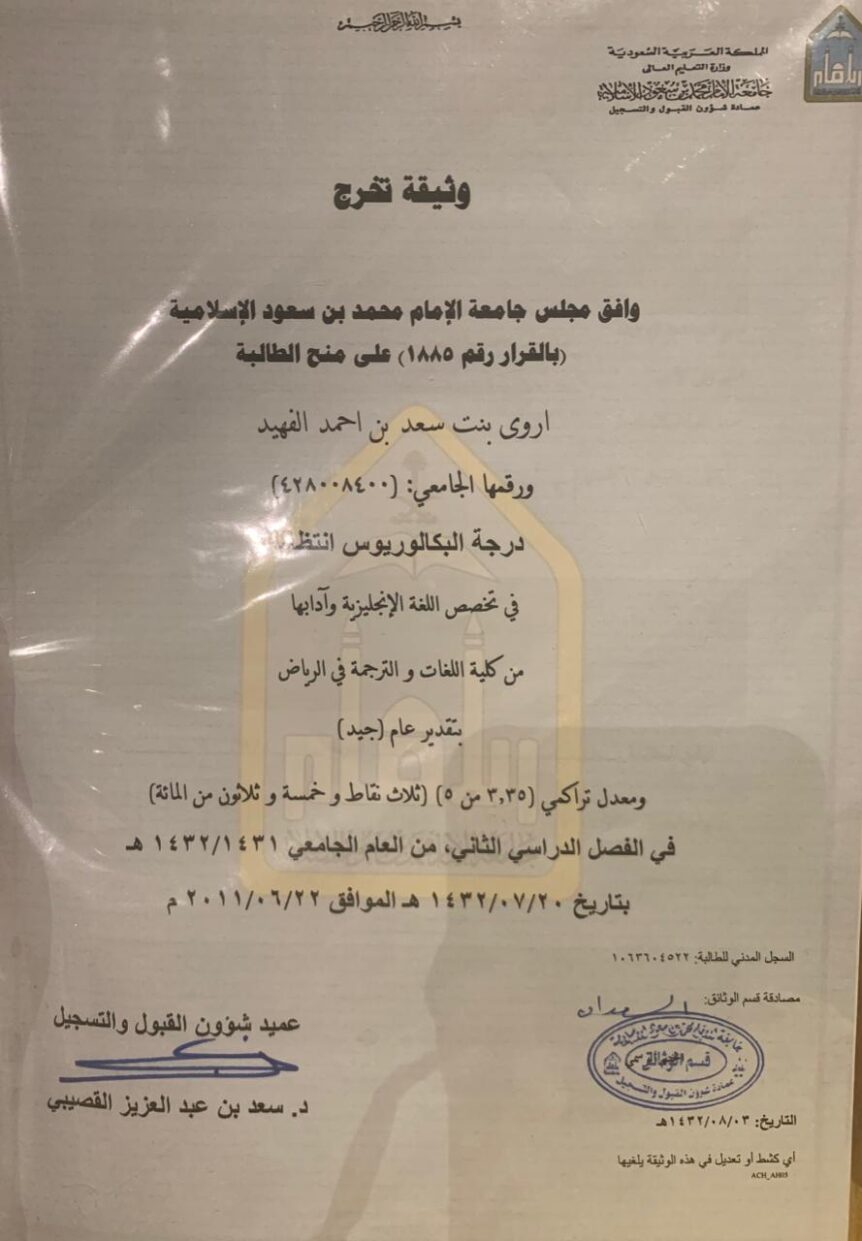 بسم الله الرحمن الرحيم
المملكة العربية السعودية
وزارة التعليم العالي
جامعة الإمام محمد بن سعود الإسلامية
عمادة شؤون القبول والتسجيل
وثيقة تخرج
وافق مجلس جامعة الإمام محمد بن سعود الإسلامية
(بالقرار رقم ١٨٨٥) على منح الطالبة
اروى بنت سعد بن احمد الفهيد
ورقمها الجامعي: (٤٢٨٠٠٨٤٠٠)
درجة البكالوريوس
في تخصص اللغة الإنجليزية وآدابها
من كلية اللغات و الترجمة في الرياض
بتقدير عام (جيد)
ومعدل تراكمي (٣,٣٥ من ٥) (ثلاث نقاط و خمسة و ثلاثون من المائة)
في الفصل الدراسي الثاني، من العام الجامعي ١٤٣٢/١٤٣١ هـ
بتاريخ ١٤٣٢/٠٧/٢٠ هـ الموافق ٢٠١١/٠٦/٢٢ م
السجل المدني للطالبة: ١٠٦٣٦٠٤٥٢٢
مصادقة قسم الوثائق:
عمادة شؤون القبول والتسجيل
التاريخ: ١٤٣٢/٠٨/٠٣هـ
أي كشط أو تعديل في هذه الوثيقة يلغيها
ACH_AH05
عميد شؤون القبول والتسجيل
د. سعد بن عبد العزيز القصيبي